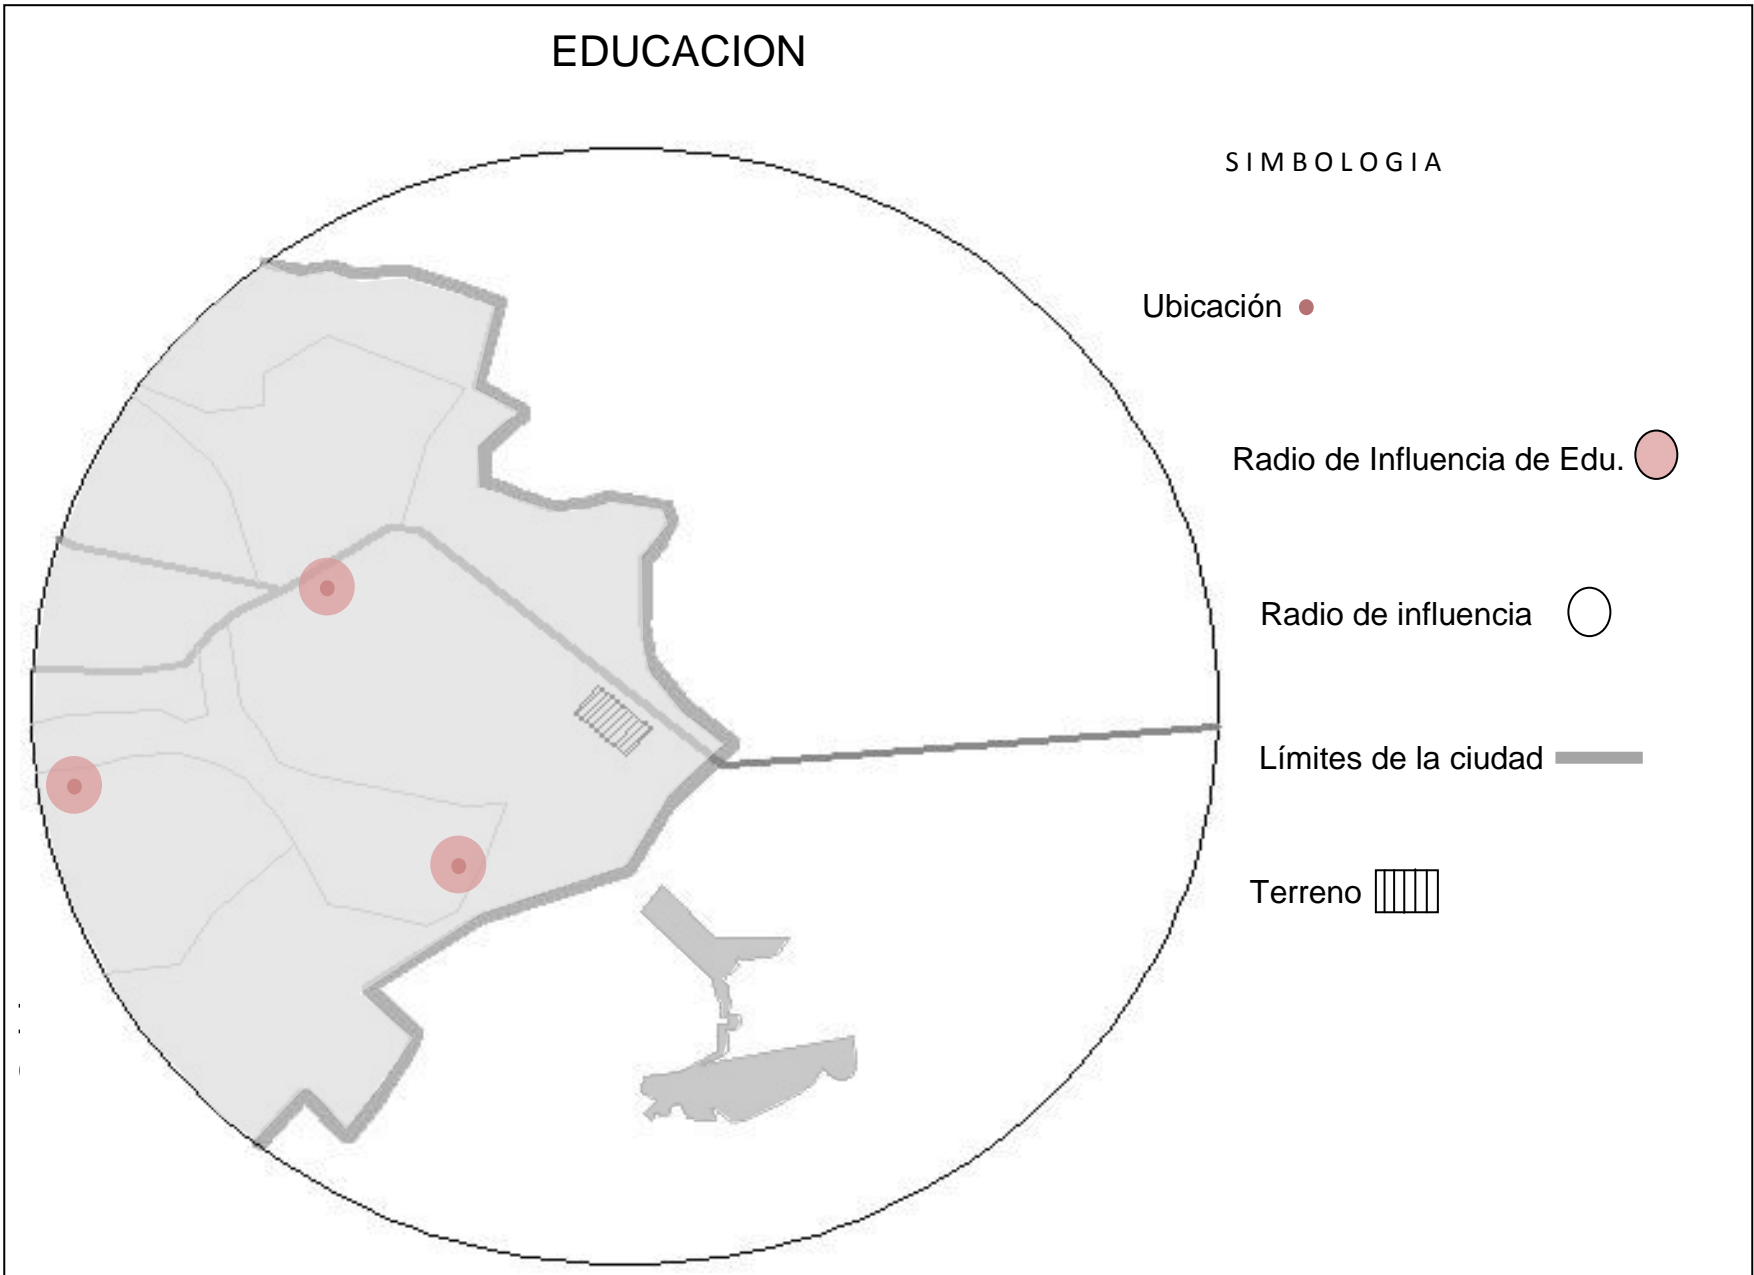 EDUCACION
SIMBOLOGIA
Ubicación
Radio de Influencia de Edu.
Radio de influencia
Límites de la ciudad
Terreno